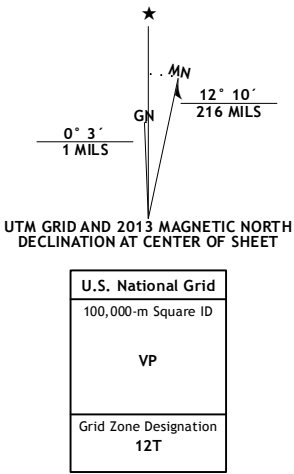 ★
MN
GN
12° 10´
216 MILS
0° 3´
1 MILS
UTM GRID AND 2013 MAGNETIC NORTH
DECLINATION AT CENTER OF SHEET
U.S. National Grid
100,000-m Square ID
VP
Grid Zone Designation
12T